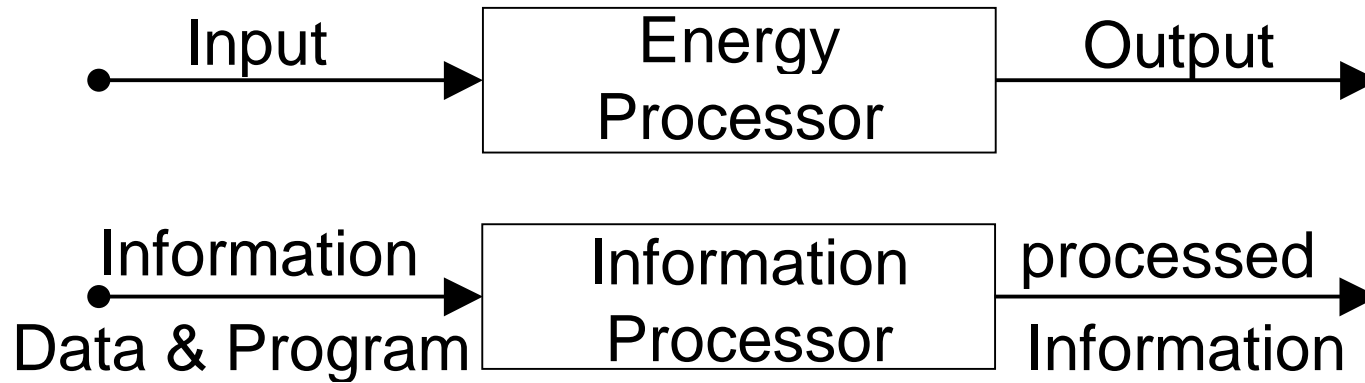 Input
Energy
Processor
Output
Information
Data & Program
Information
Processor
processed
Information